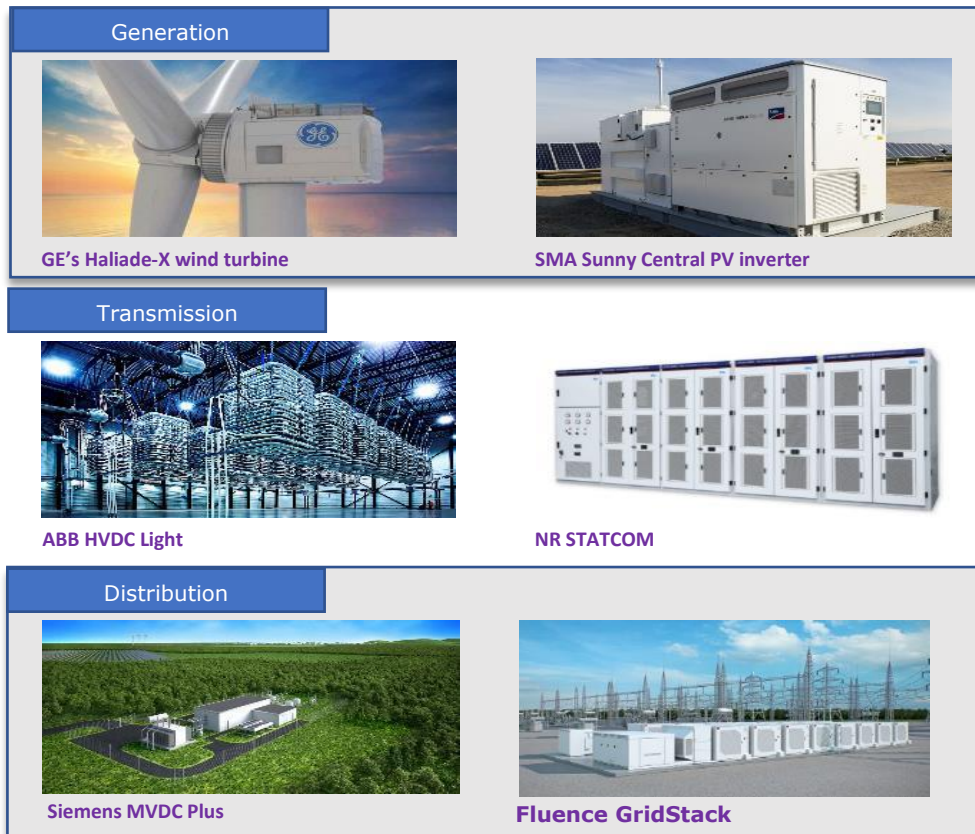 Generation
GE's Haliade-X wind turbine
SMA Sunny Central PV inverter
Transmission
ABB HVDC Light
NR STATCOM
Distribution
Siemens MVDC Plus
Fluence GridStack